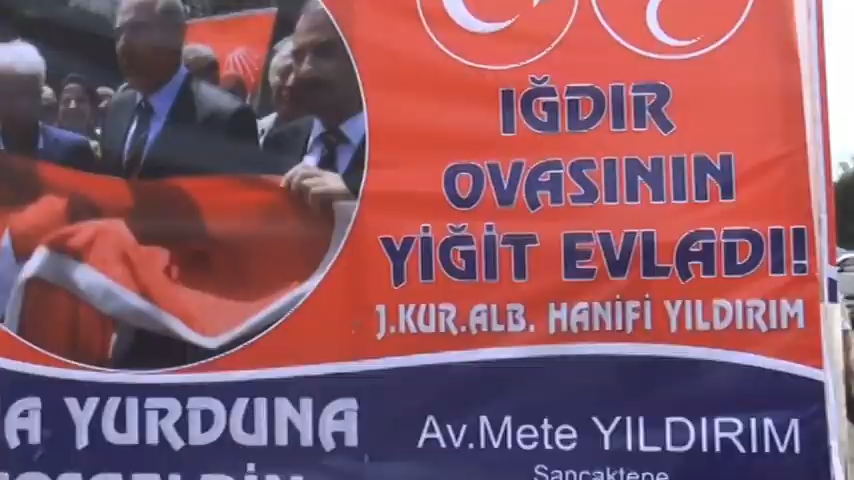 IĞDIR
OVASININ
YİĞİT EVLADI!
J.KUR.ALB. HANİFİ YILDIRIM
YURDUNA
Av.Mete YILDIRIM
Sancaktepe